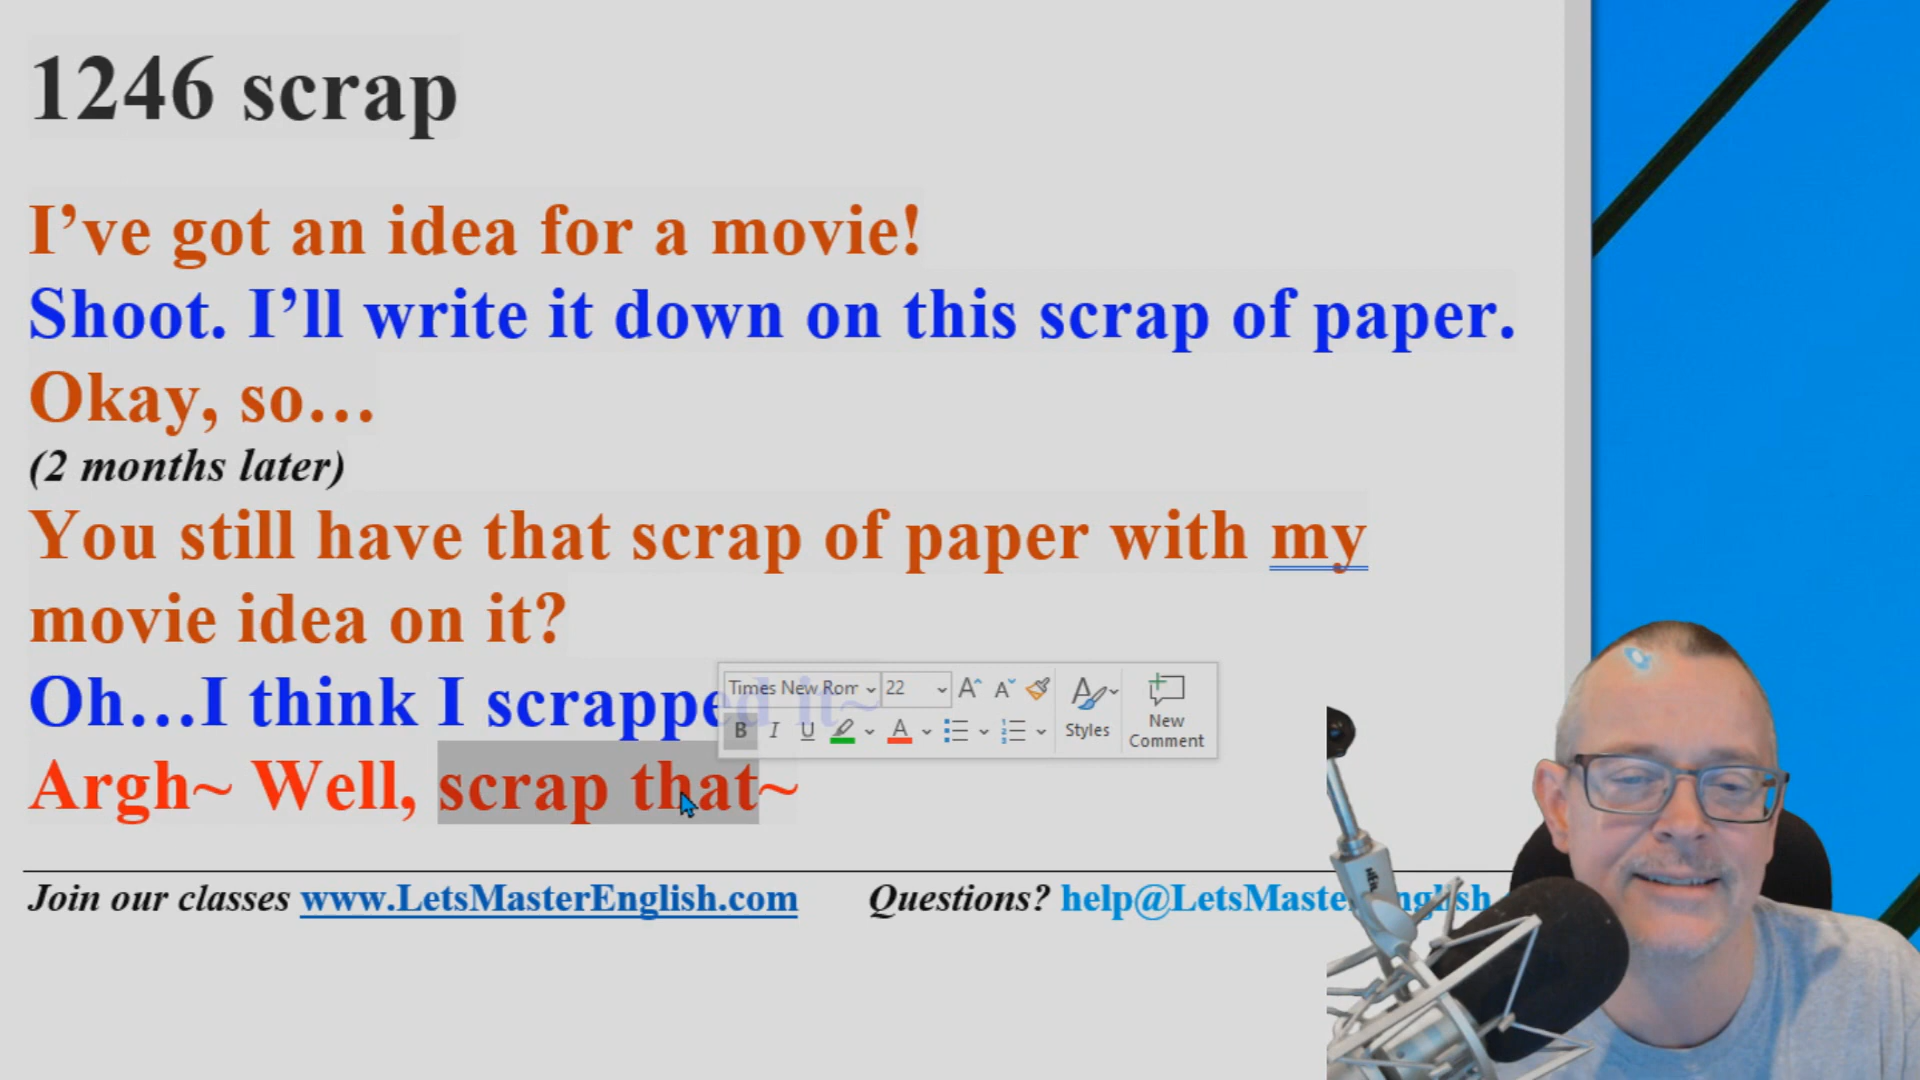 1246 scrap
I’ve got an idea for a movie!
Shoot. I’ll write it down on this scrap of paper.
Okay, so…
(2 months later)
You still have that scrap of paper with my
movie idea on it?
Oh…I think I scrapped it~
Times New Rom 22
B I U A Styles New
Comment
Argh~ Well, scrap that~
Join our classes www.LetsMasterEnglish.com Questions? help@LetsMasterEnglish